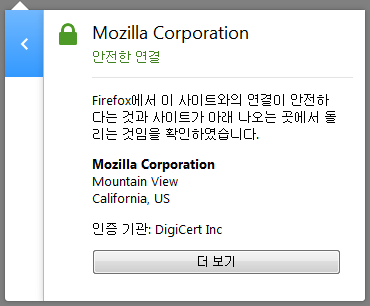 Mozilla Corporation
안전한 연결
Firefox에서 이 사이트와의 연결이 안전하
다는 것과 사이트가 아래 나오는 곳에서 돌
리는 것임을 확인하였습니다.
Mozilla Corporation
Mountain View
California, US
인증 기관: DigiCert Inc
더 보기